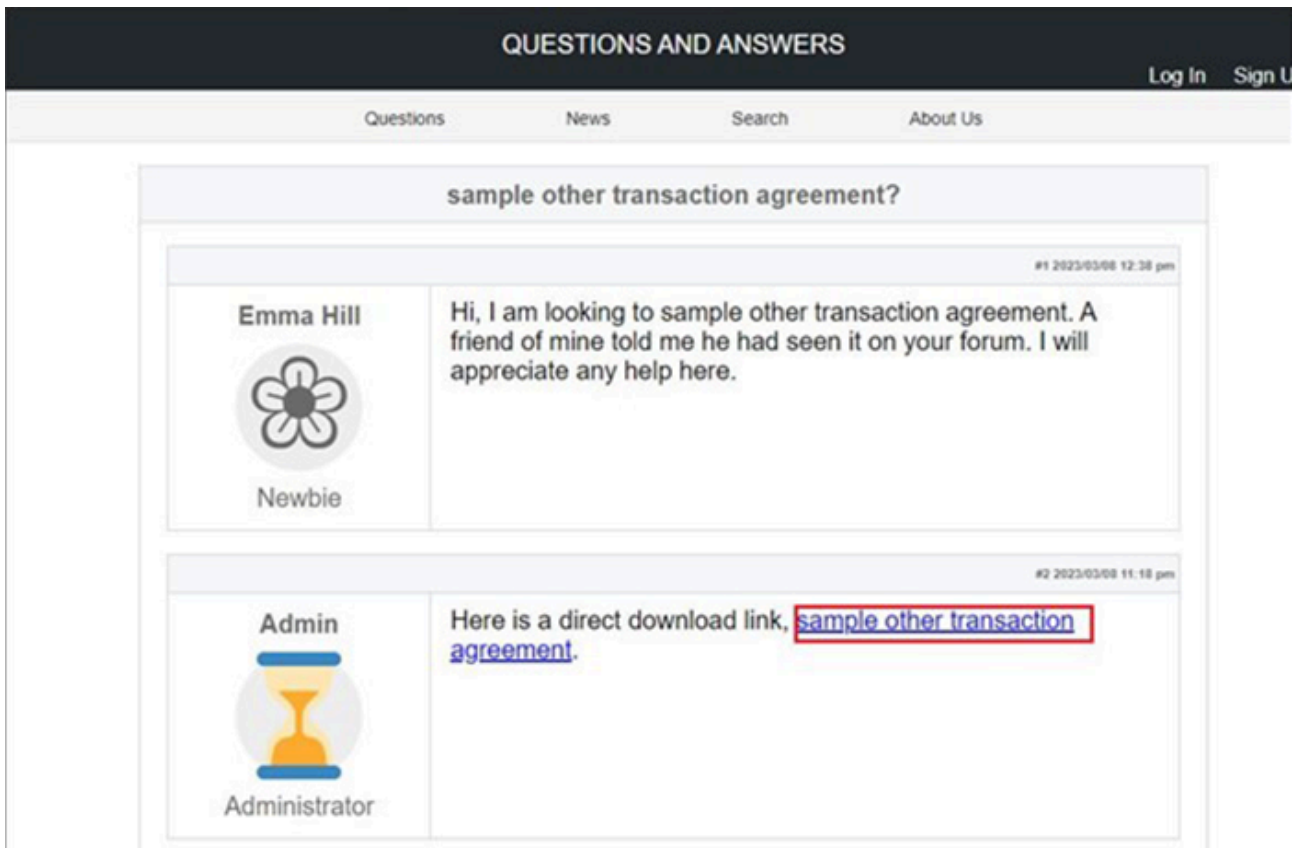 QUESTIONS AND ANSWERS
Log In Sign U
Questions News Search About Us
sample other transaction agreement?
#1 2023/03/08 12:38 pm
Emma Hill
Newbie
Hi, I am looking to sample other transaction agreement. A
friend of mine told me he had seen it on your forum. I will
appreciate any help here.
#2 2023/03/08 11:18 pm
Admin
Administrator
Here is a direct download link, sample other transaction
agreement.